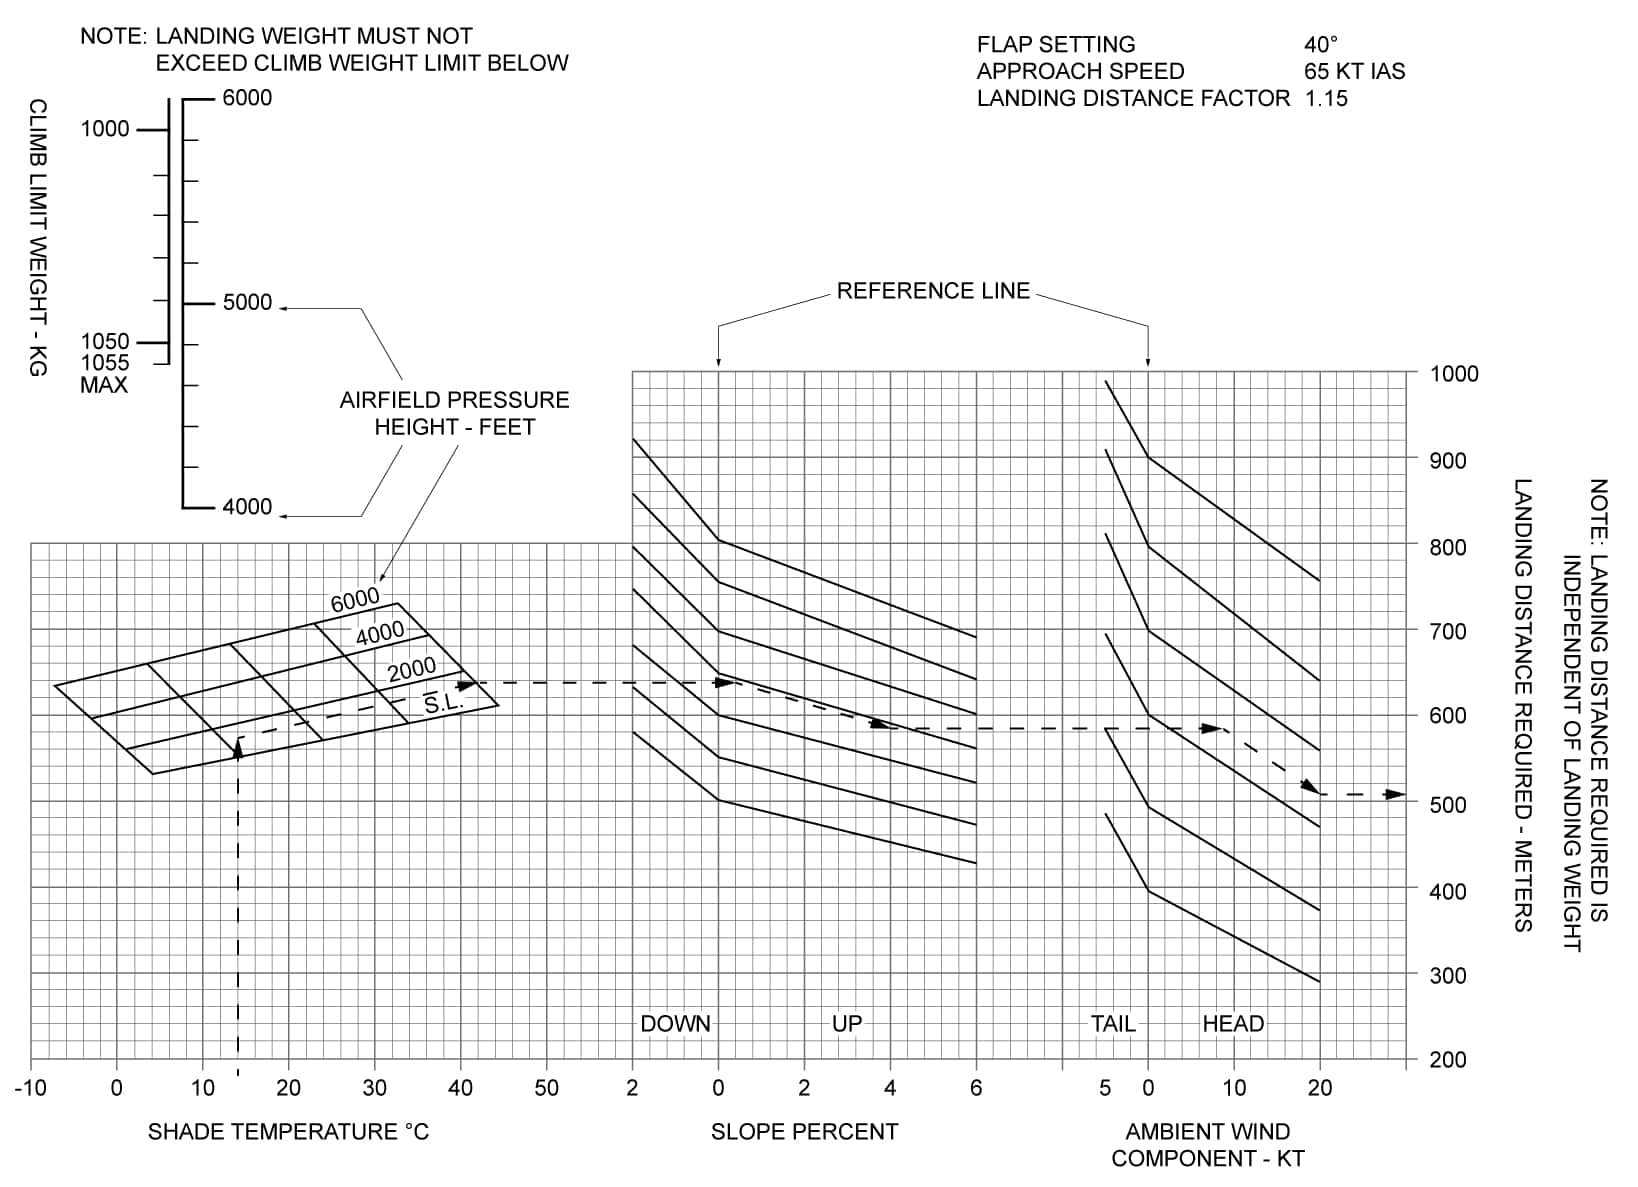 NOTE: LANDING WEIGHT MUST NOT
EXCEED CLIMB WEIGHT LIMIT BELOW
FLAP SETTING 40°
APPROACH SPEED 65 KT IAS
LANDING DISTANCE FACTOR 1.15
CLIMB LIMIT WEIGHT - KG
1000
1050
1055
MAX
6000
5000
4000
AIRFIELD PRESSURE
HEIGHT - FEET
REFERENCE LINE
6000
4000
2000
S.L.
DOWN
UP
TAIL
HEAD
1000
900
800
700
600
500
400
300
200
LANDING DISTANCE REQUIRED - METERS
NOTE: LANDING DISTANCE REQUIRED IS
INDEPENDENT OF LANDING WEIGHT
-10 0 10 20 30 40 50
2 0 2 4 6
5 0 10 20
SHADE TEMPERATURE °C
SLOPE PERCENT
AMBIENT WIND
COMPONENT - KT